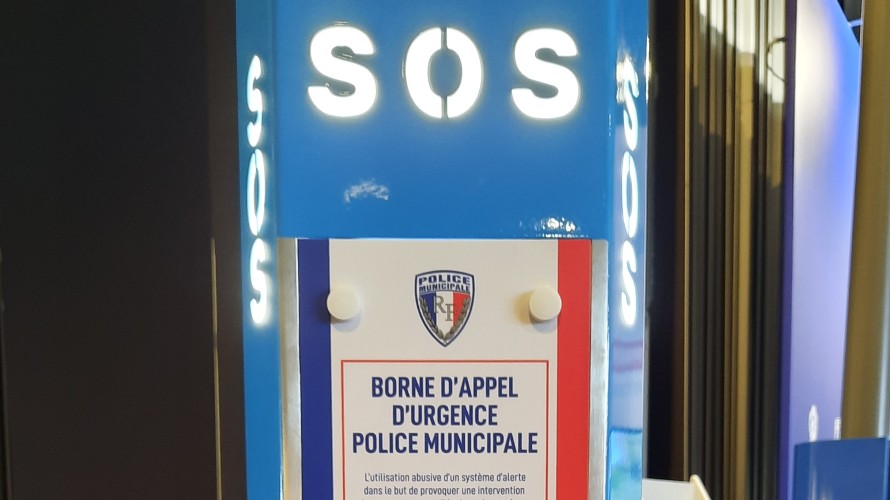 SOS
SOS
SOS
POLICE
MUNICIPALE
RF
BORNE D'APPEL
D'URGENCE
POLICE MUNICIPALE
L'utilisation abusive d'un système d'alerte
dans le but de provoquer une intervention